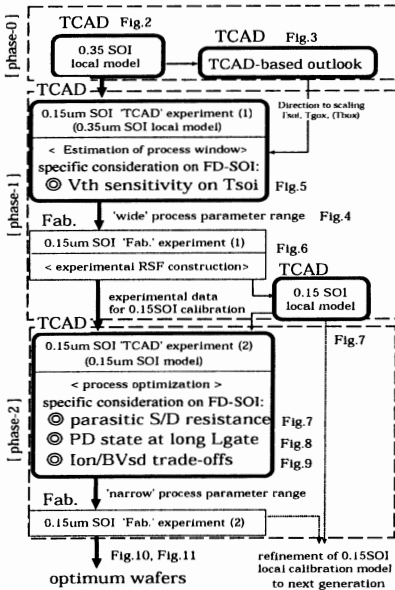 TCAD Fig.2
TCAD Fig.3
[ phase-0 ]
0.35 SOI
local model
TCAD-based outlook
TCAD
Direction to scaling
Tsoi, Tgox, (Tbox)
[ phase-1 ]
0.15um SOI 'TCAD' experiment (1)
(0.35um SOI local model)
< Estimation of process window>
specific consideration on FD-SOI:
◎ Vth sensitivity on Tsoi
Fig.5
Fab.
'wide' process parameter range
Fig.4
0.15um SOI 'Fab.' experiment (1)
Fig.6
< experimental RSF construction>
TCAD
0.15 SOI
local model
experimental data
for 0.15SOI calibration
TCAD
Fig.7
[ phase-2 ]
0.15um SOI 'TCAD' experiment (2)
(0.15um SOI model)
< process optimization >
specific consideration on FD-SOI:
◎ parasitic S/D resistance
Fig.7
◎ PD state at long Lgate
Fig.8
◎ Ion/BVsd trade-offs
Fig.9
Fab.
'narrow' process parameter range
0.15um SOI 'Fab.' experiment (2)
Fig.10, Fig.11
optimum wafers
refinement of 0.15SOI
local calibration model
to next generation